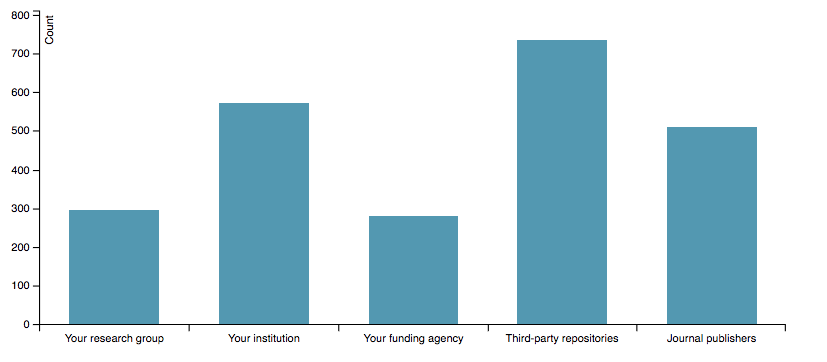 Count
800
700
600
500
400
300
200
100
0
Your research group
Your institution
Your funding agency
Third-party repositories
Journal publishers